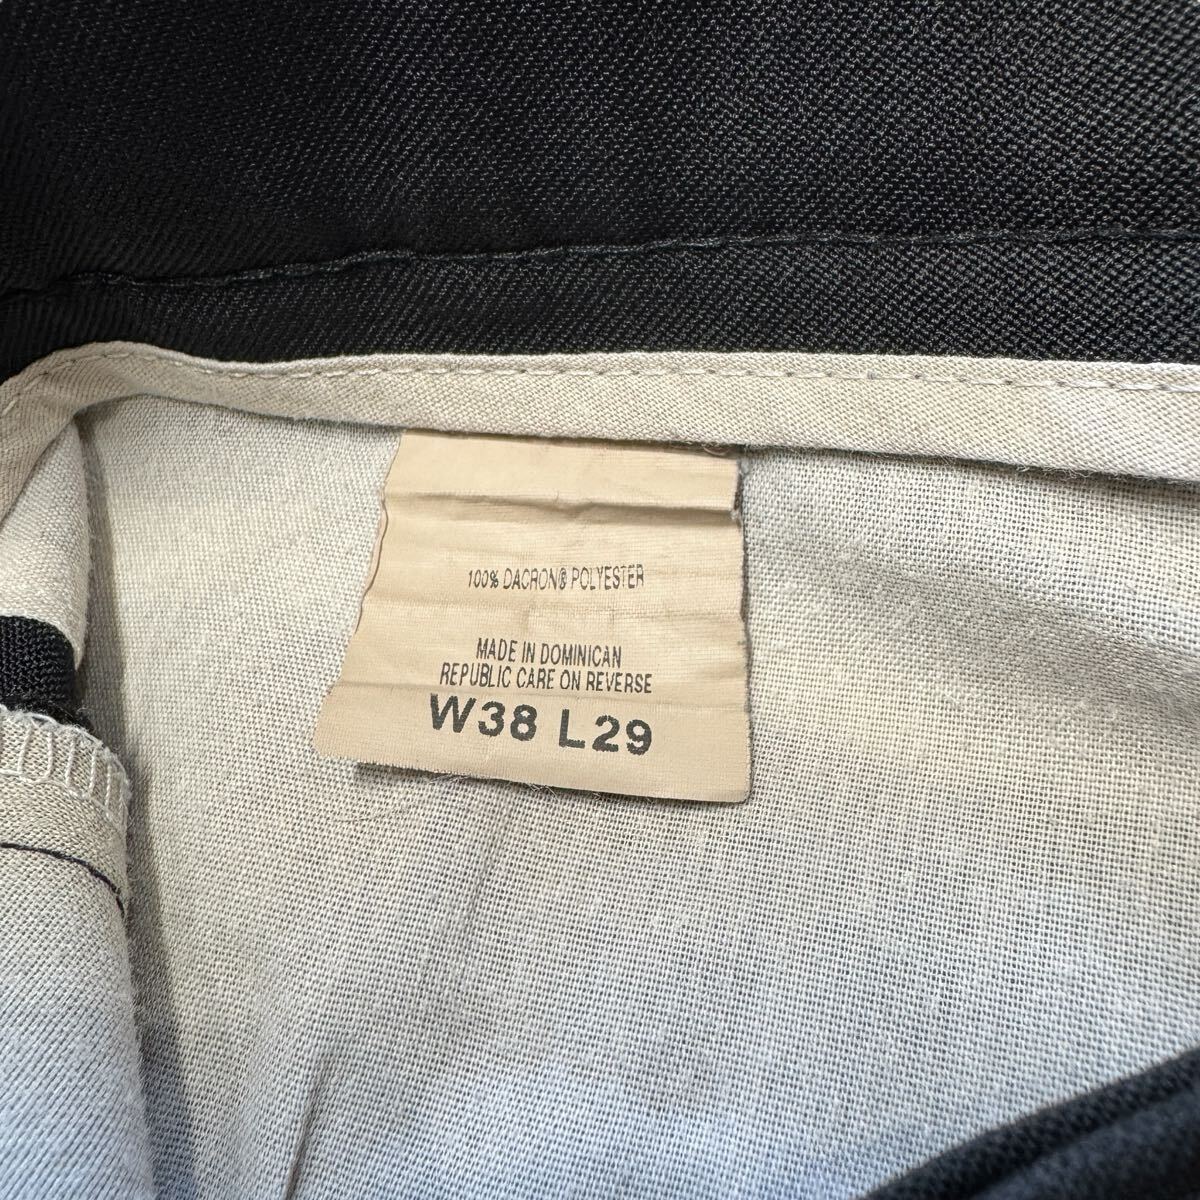 100% DACRON® POLYESTER
MADE IN DOMINICAN
REPUBLIC CARE ON REVERSE
W38 L29